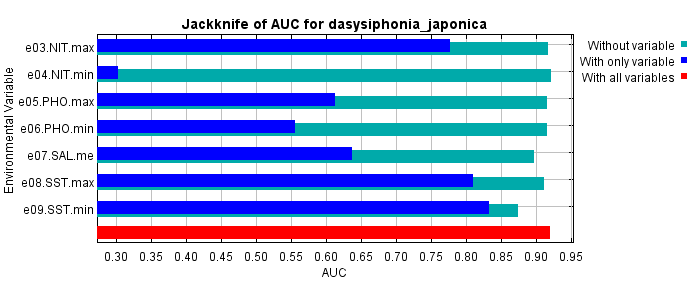 Jackknife of AUC for dasysiphonia_japonica
Environmental Variable
e03.NIT.max
e04.NIT.min
e05.PHO.max
e06.PHO.min
e07.SAL.me
e08.SST.max
e09.SST.min
Without variable
With only variable
With all variables
0.30 0.35 0.40 0.45 0.50 0.55 0.60 0.65 0.70 0.75 0.80 0.85 0.90 0.95
AUC